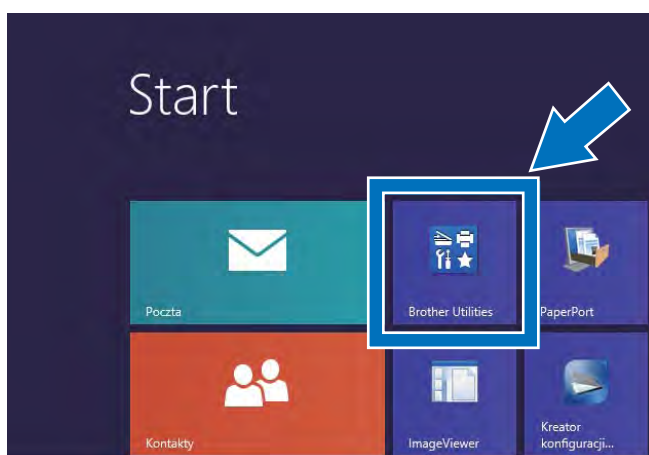 Start
Poczta
Brother Utilities
PaperPort
Kontakty
ImageViewer
Kreator
konfiguracji...